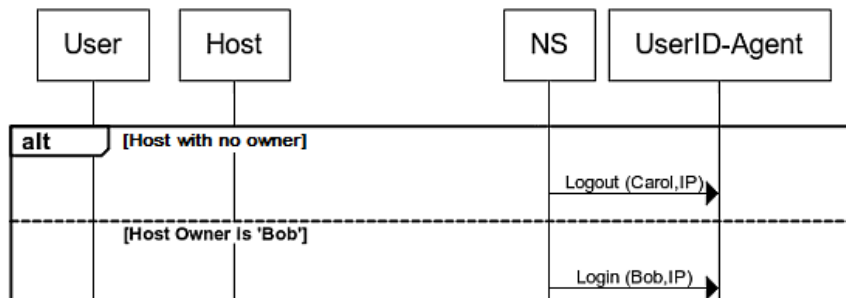 User
Host
NS
UserID-Agent
alt
[Host with no owner]
Logout (Carol,IP)
[Host Owner is 'Bob']
Login (Bob,IP)